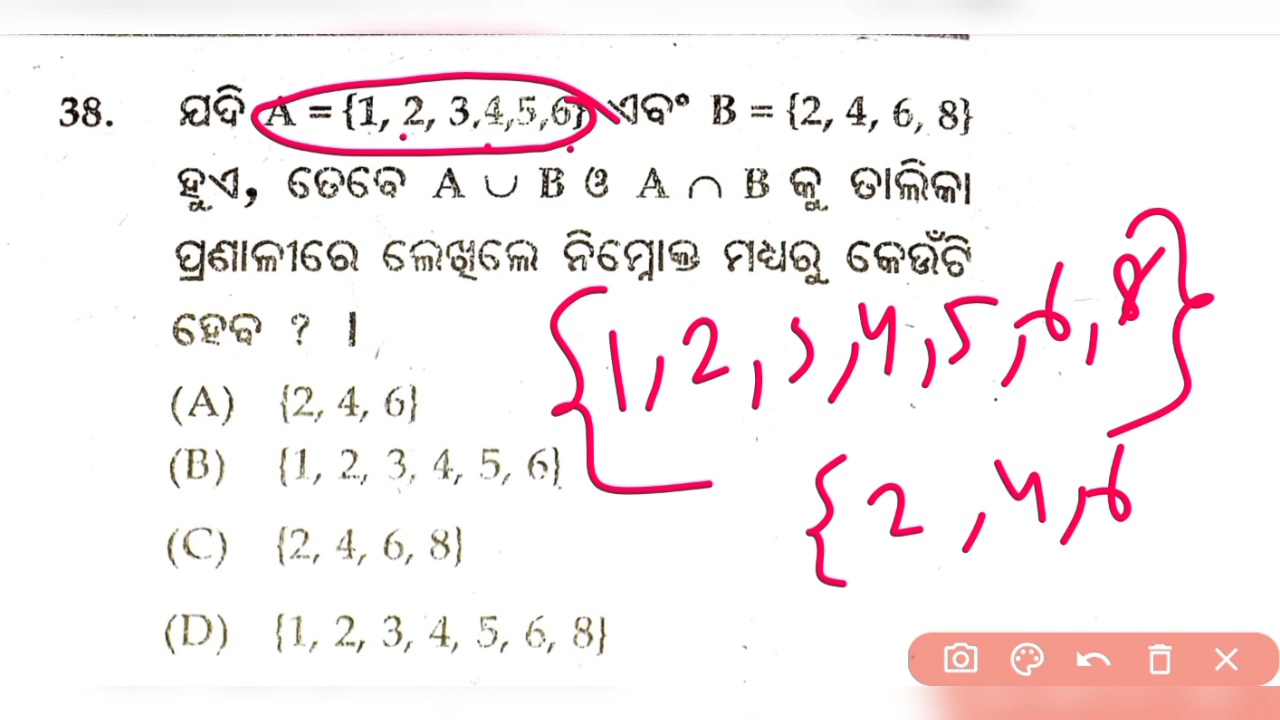 38. ଯଦି A = {1, 2, 3,4,5,6} ଏବଂ B = {2, 4, 6, 8}
ହୁଏ, ତେବେ A ∪ B ଓ A ∩ B କୁ ତାଲିକା
ପ୍ରଣାଳୀରେ ଲେଖିଲେ ନିମ୍ନୋକ୍ତ ମଧ୍ୟରୁ କେଉଁଟି
ହେବ ? |
{1, 2, 3, 4, 5, 6, 8}
(A) {2, 4, 6}
(B) {1, 2, 3, 4, 5, 6}
{2, 4, 6
(C) {2, 4, 6, 8}
(D) {1, 2, 3, 4, 5, 6, 8}